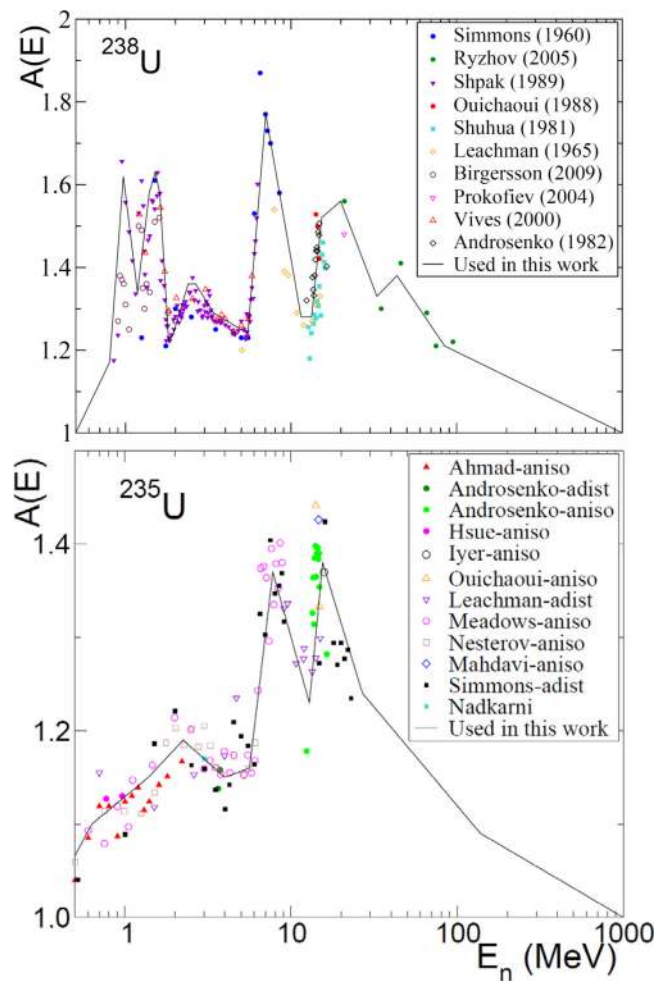 A(E)
2
1.8
1.6
1.4
1.2
1
238U
Simmons (1960)
Ryzhov (2005)
Shpak (1989)
Ouichaoui (1988)
Shuhua (1981)
Leachman (1965)
Birgersson (2009)
Prokofiev (2004)
Vives (2000)
Androsenko (1982)
Used in this work
A(E)
1.4
1.2
1.0
235U
Ahmad-aniso
Androsenko-adist
Androsenko-aniso
Hsue-aniso
Iyer-aniso
Ouichaoui-aniso
Leachman-adist
Meadows-aniso
Nesterov-aniso
Mahdavi-aniso
Simmons-adist
Nadkarni
Used in this work
1 10 100 1000
E_n (MeV)